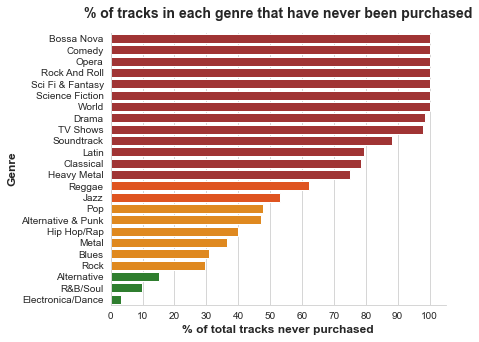 % of tracks in each genre that have never been purchased
Bossa Nova
Comedy
Opera
Rock And Roll
Sci Fi & Fantasy
Science Fiction
World
Drama
TV Shows
Soundtrack
Latin
Classical
Heavy Metal
Reggae
Jazz
Pop
Alternative & Punk
Hip Hop/Rap
Metal
Blues
Rock
Alternative
R&B/Soul
Electronica/Dance
Genre
0 10 20 30 40 50 60 70 80 90 100
% of total tracks never purchased